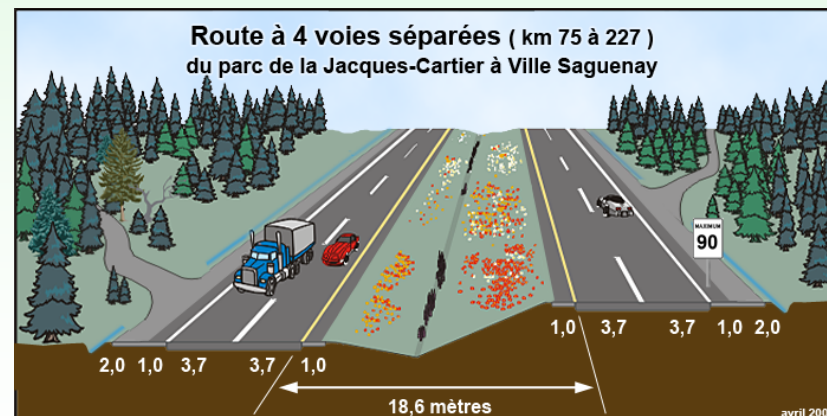 Route à 4 voies séparées ( km 75 à 227 )
du parc de la Jacques-Cartier à Ville Saguenay
MAXIMUM
90
1,0 3,7 3,7 1,0 2,0
2,0 1,0 3,7 3,7 1,0
18,6 mètres
avril